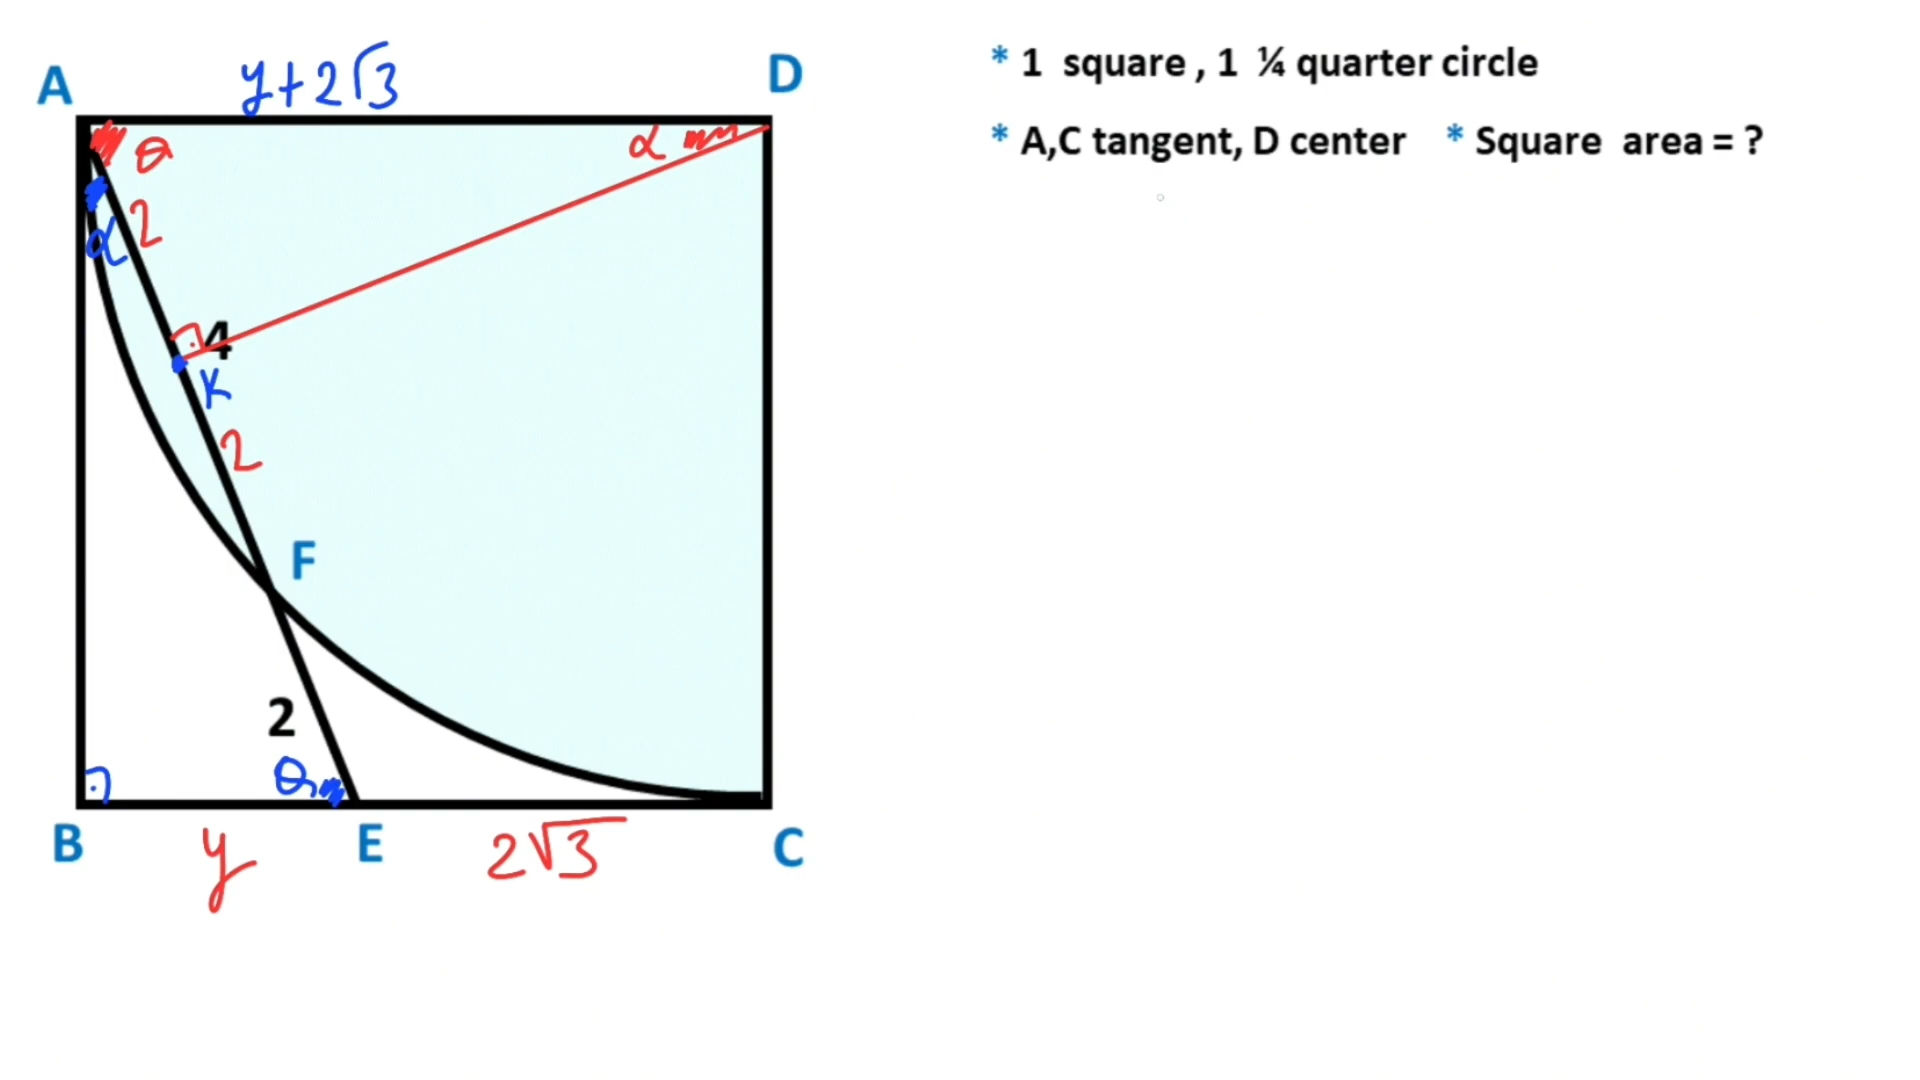 A y+2√3 D
θ α
α 2
4
K
2
F
2
θ
B y E 2√3 C
* 1 square , 1 ¼ quarter circle
* A,C tangent, D center * Square area = ?